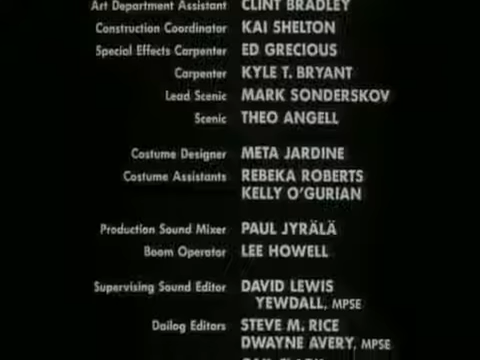 Art Department Assistant CLINT BRADLEY
Construction Coordinator KAI SHELTON
Special Effects Carpenter ED GRECIOUS
Carpenter KYLE T. BRYANT
Lead Scenic MARK SONDERSKOV
Scenic THEO ANGELL
Costume Designer META JARDINE
Costume Assistants REBEKA ROBERTS
KELLY O'GURIAN
Production Sound Mixer PAUL JYRÄLÄ
Boom Operator LEE HOWELL
Supervising Sound Editor DAVID LEWIS
YEWDALL, MPSE
Dailog Editors STEVE M. RICE
DWAYNE AVERY, MPSE